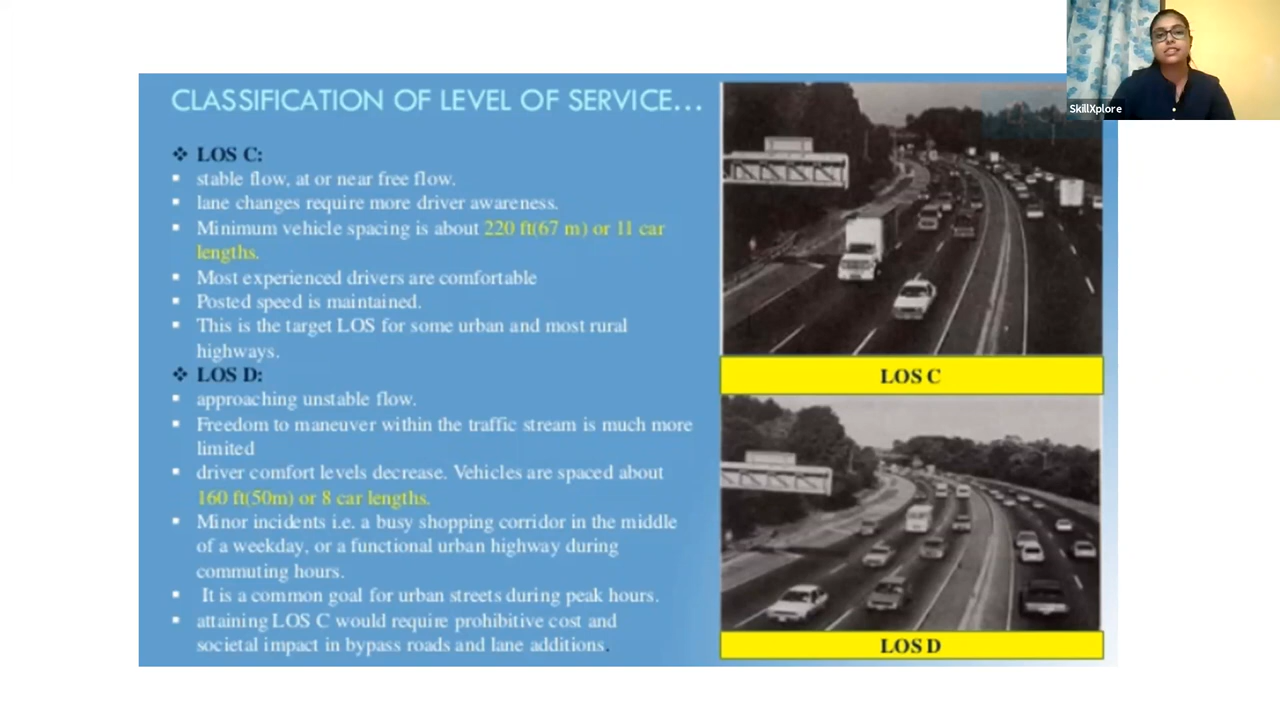 CLASSIFICATION OF LEVEL OF SERVICE...
❖ LOS C:
▪ stable flow, at or near free flow.
▪ lane changes require more driver awareness.
▪ Minimum vehicle spacing is about 220 ft(67 m) or 11 car
lengths.
▪ Most experienced drivers are comfortable
▪ Posted speed is maintained.
▪ This is the target LOS for some urban and most rural
highways.
❖ LOS D:
▪ approaching unstable flow.
▪ Freedom to maneuver within the traffic stream is much more
limited
▪ driver comfort levels decrease. Vehicles are spaced about
160 ft(50m) or 8 car lengths.
▪ Minor incidents i.e. a busy shopping corridor in the middle
of a weekday, or a functional urban highway during
commuting hours.
▪ It is a common goal for urban streets during peak hours.
▪ attaining LOS C would require prohibitive cost and
societal impact in bypass roads and lane additions.
LOS C
LOS D
SkillXplore